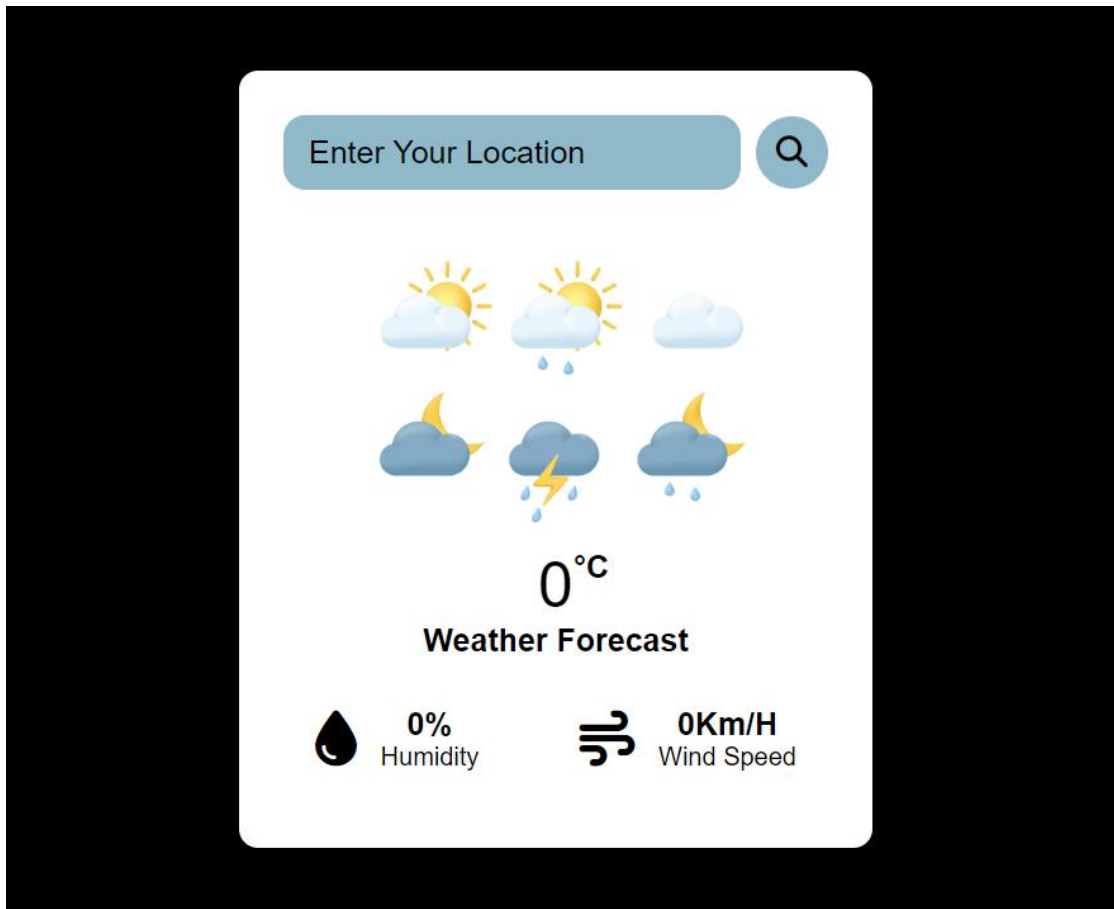 Enter Your Location
0°C
Weather Forecast
0%
Humidity
0Km/H
Wind Speed